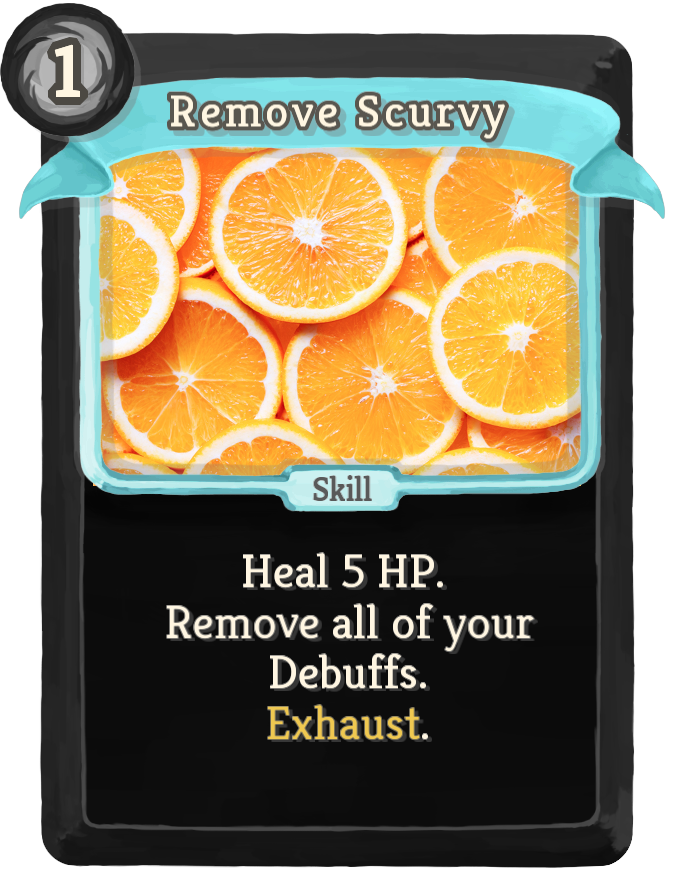 1
Remove Scurvy
Skill
Heal 5 HP.
Remove all of your
Debuffs.
Exhaust.